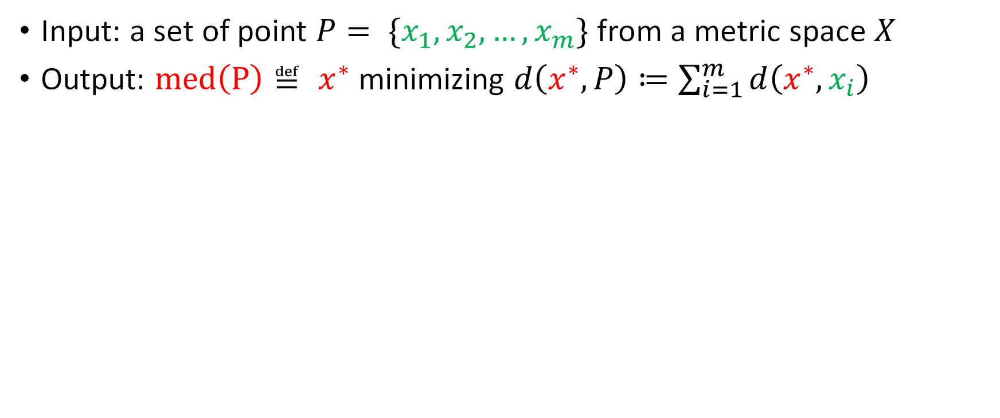 • Input: a set of point P = {x₁, x₂, … , xₘ} from a metric space X
• Output: med(P) ≝ x* minimizing d(x*, P) ≔ ∑ᵢ₌₁ᵐ d(x*, xᵢ)